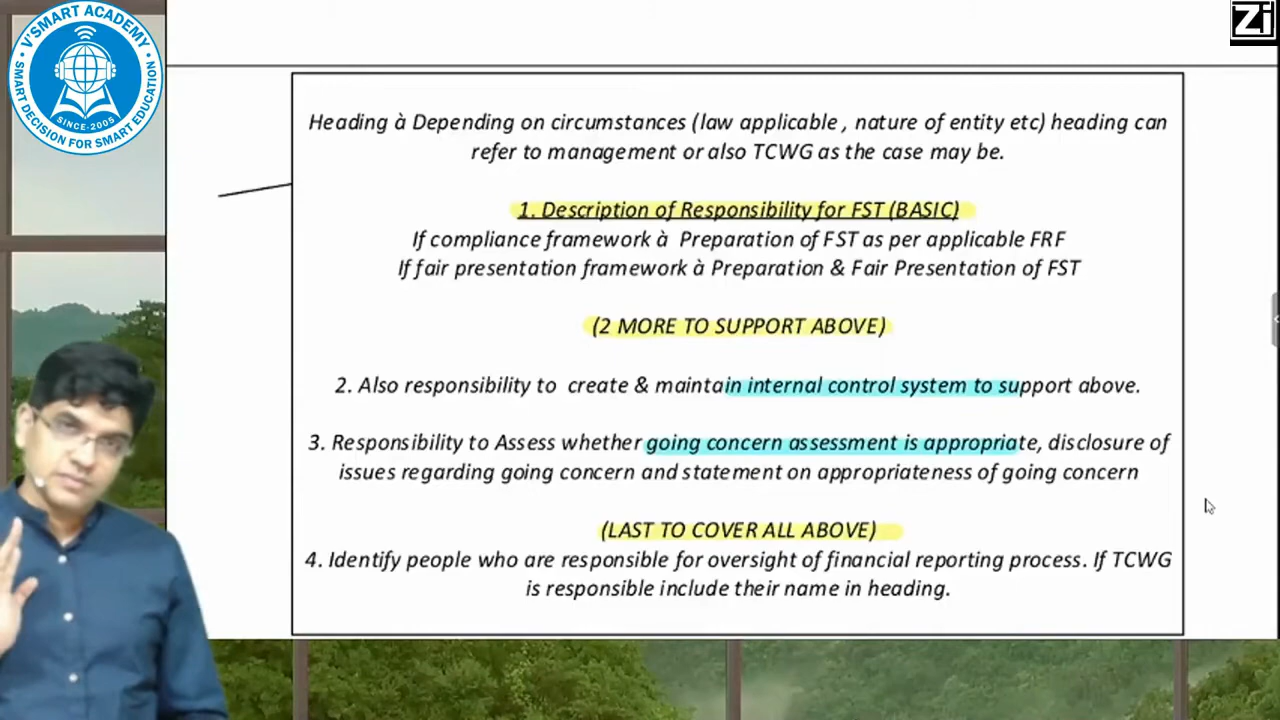 V'SMART ACADEMY
SMART DECISION FOR SMART EDUCATION
SINCE-2005
Zi
Heading à Depending on circumstances (law applicable , nature of entity etc) heading can
refer to management or also TCWG as the case may be.
1. Description of Responsibility for FST (BASIC)
If compliance framework à Preparation of FST as per applicable FRF
If fair presentation framework à Preparation & Fair Presentation of FST
(2 MORE TO SUPPORT ABOVE)
2. Also responsibility to create & maintain internal control system to support above.
3. Responsibility to Assess whether going concern assessment is appropriate, disclosure of
issues regarding going concern and statement on appropriateness of going concern
(LAST TO COVER ALL ABOVE)
4. Identify people who are responsible for oversight of financial reporting process. If TCWG
is responsible include their name in heading.